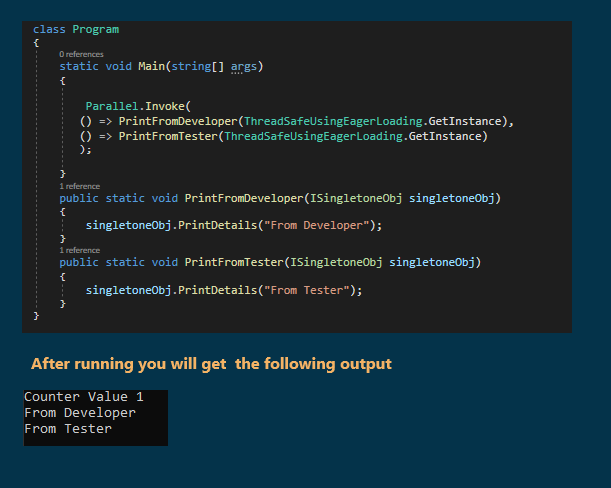 class Program
{
0 references
static void Main(string[] args)
{
Parallel.Invoke(
() => PrintFromDeveloper(ThreadSafeUsingEagerLoading.GetInstance),
() => PrintFromTester(ThreadSafeUsingEagerLoading.GetInstance)
);
}
1 reference
public static void PrintFromDeveloper(ISingletoneObj singletoneObj)
{
singletoneObj.PrintDetails("From Developer");
}
1 reference
public static void PrintFromTester(ISingletoneObj singletoneObj)
{
singletoneObj.PrintDetails("From Tester");
}
}
After running you will get the following output
Counter Value 1
From Developer
From Tester